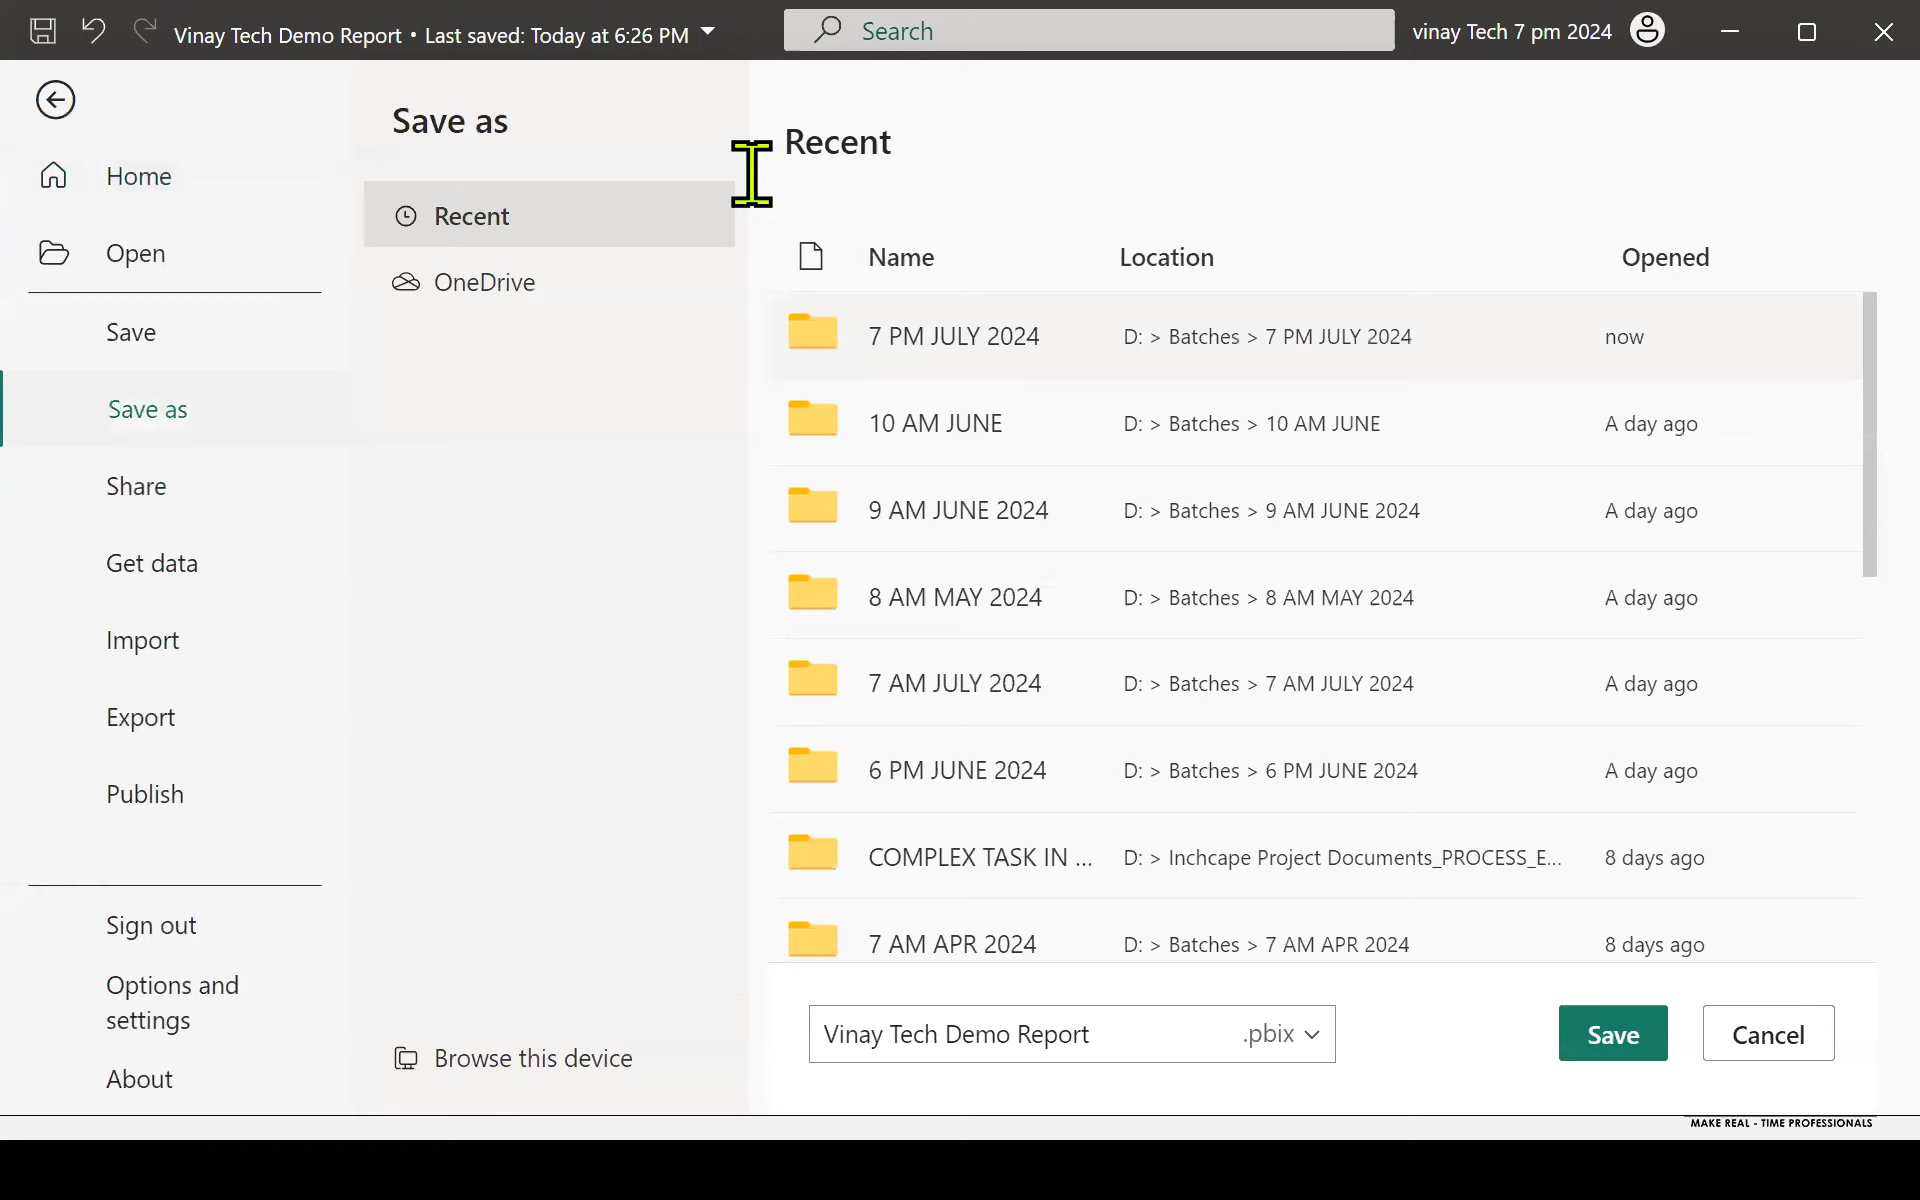 Vinay Tech Demo Report • Last saved: Today at 6:26 PM
Search
vinay Tech 7 pm 2024
Home
Open
Save
Save as
Share
Get data
Import
Export
Publish
Sign out
Options and
settings
About
Save as
Recent
OneDrive
Browse this device
Recent
Name Location Opened
7 PM JULY 2024 D: > Batches > 7 PM JULY 2024 now
10 AM JUNE D: > Batches > 10 AM JUNE A day ago
9 AM JUNE 2024 D: > Batches > 9 AM JUNE 2024 A day ago
8 AM MAY 2024 D: > Batches > 8 AM MAY 2024 A day ago
7 AM JULY 2024 D: > Batches > 7 AM JULY 2024 A day ago
6 PM JUNE 2024 D: > Batches > 6 PM JUNE 2024 A day ago
COMPLEX TASK IN ... D: > Inchcape Project Documents_PROCESS_E... 8 days ago
7 AM APR 2024 D: > Batches > 7 AM APR 2024 8 days ago
Vinay Tech Demo Report .pbix Save Cancel
MAKE REAL - TIME PROFESSIONALS